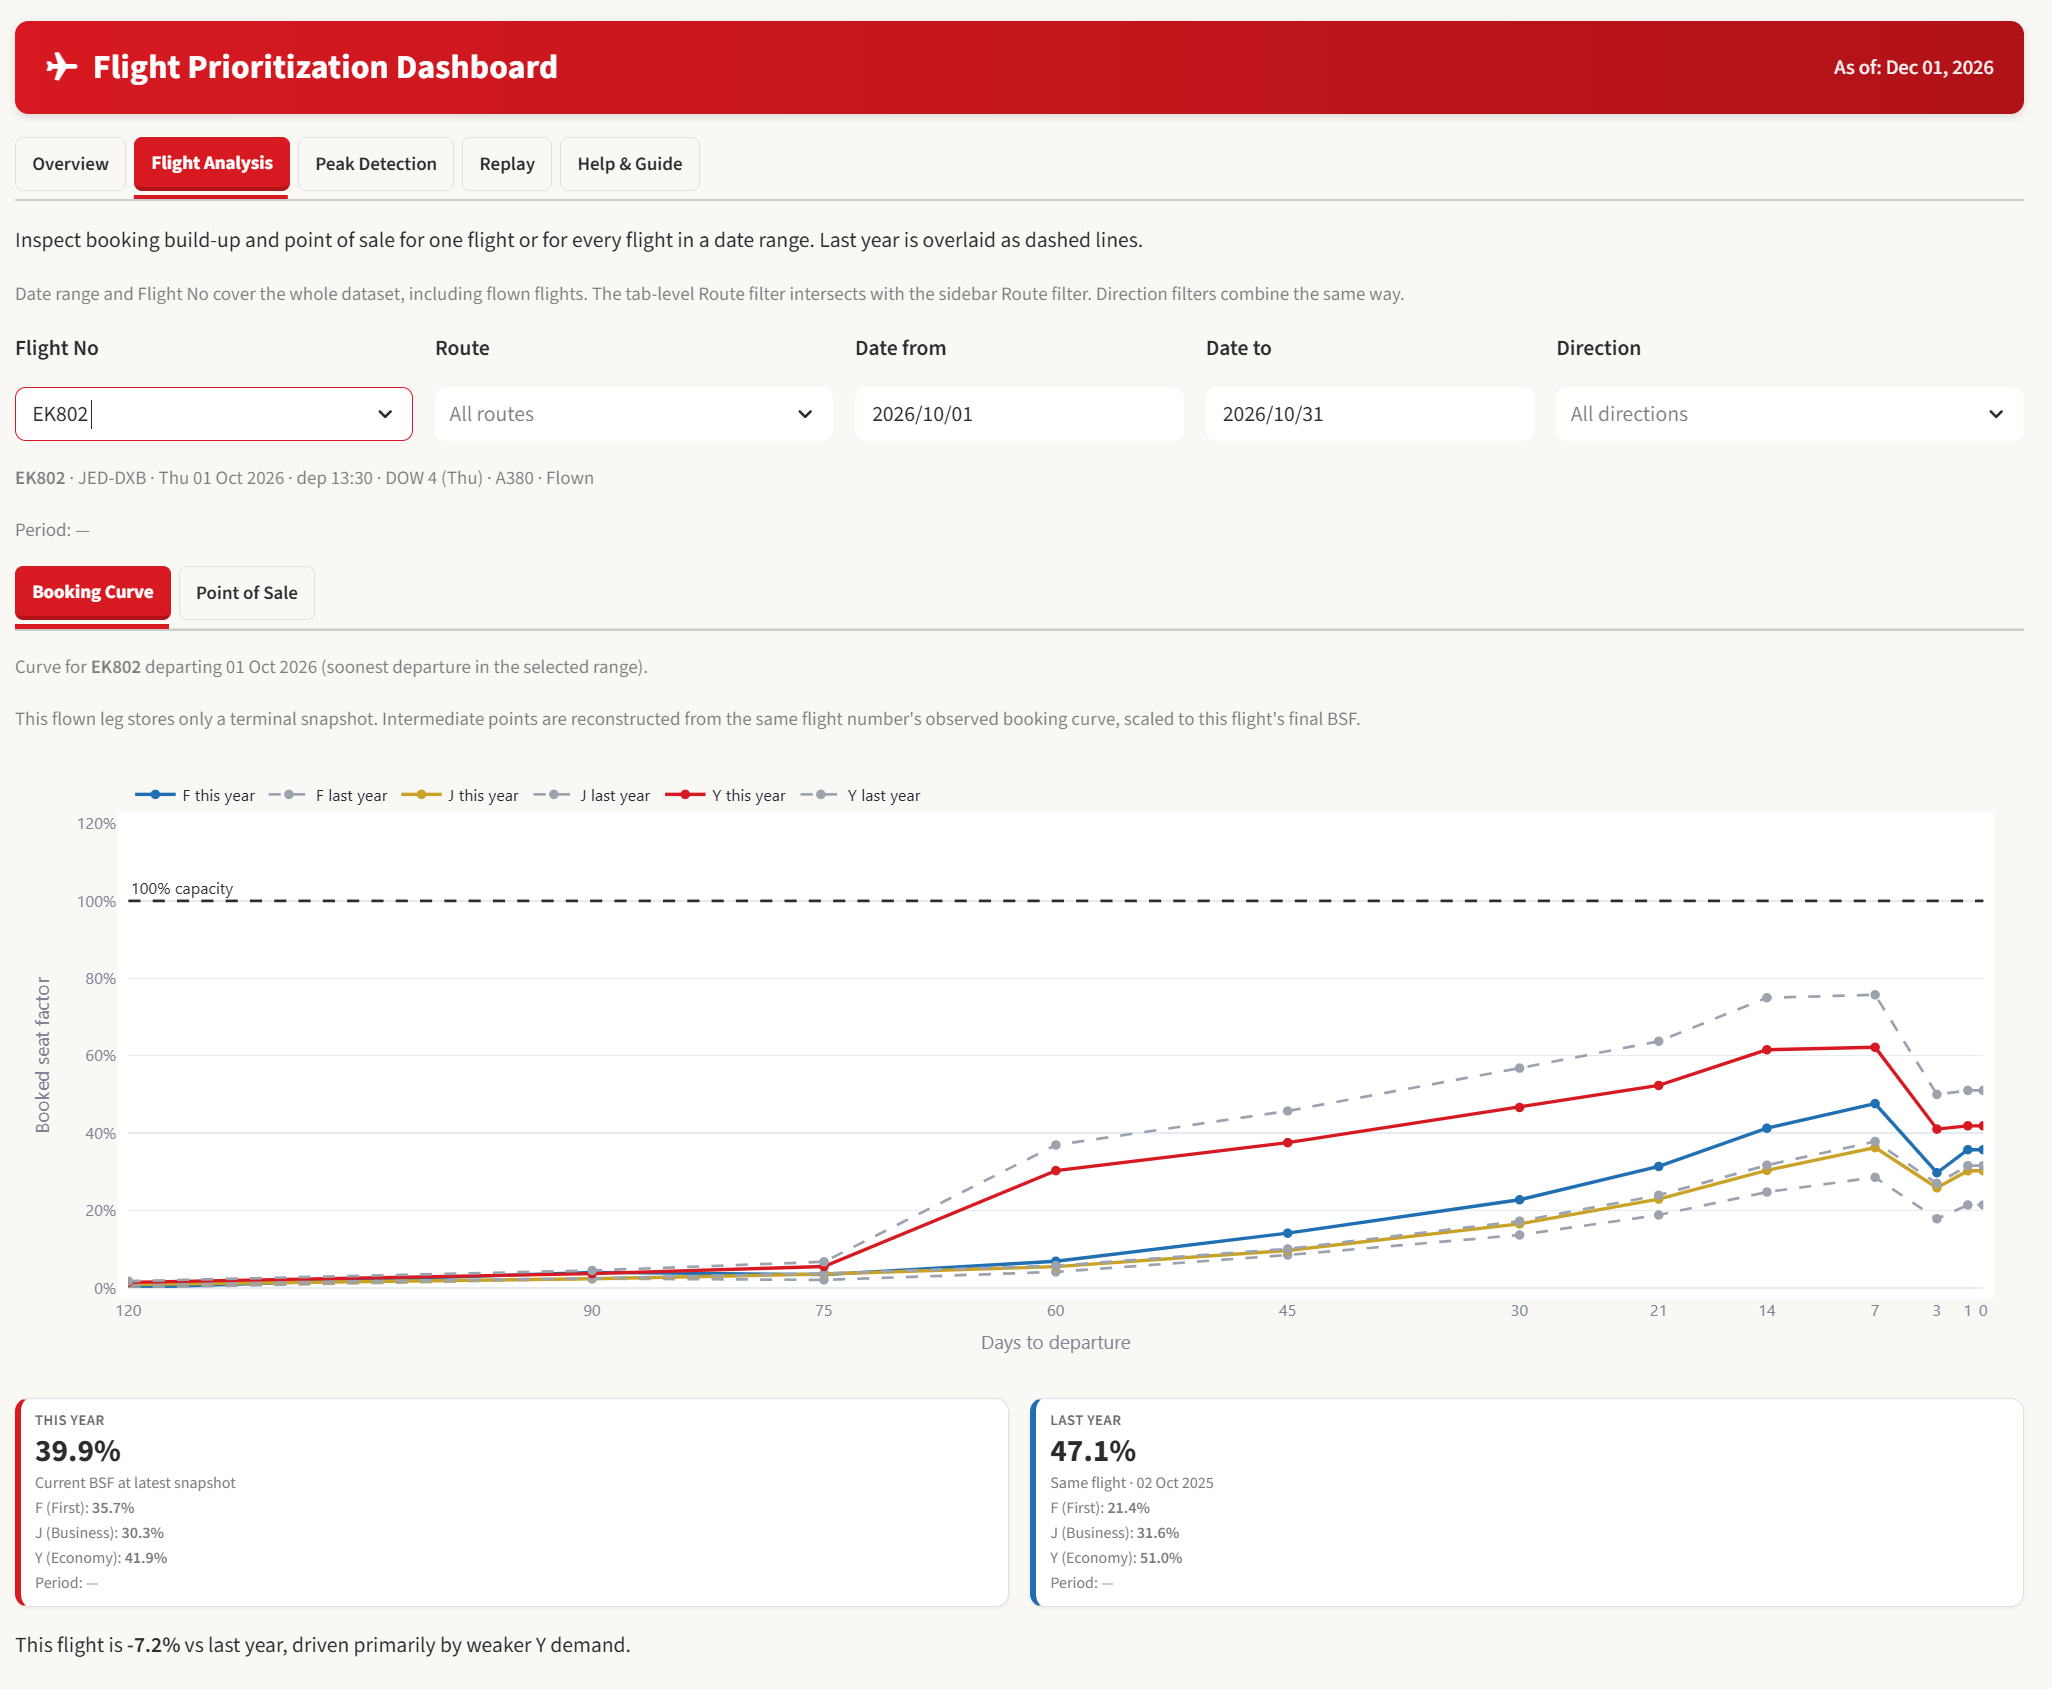 Flight Prioritization Dashboard
As of: Dec 01, 2026
Overview
Flight Analysis
Peak Detection
Replay
Help & Guide
Inspect booking build-up and point of sale for one flight or for every flight in a date range. Last year is overlaid as dashed lines.
Date range and Flight No cover the whole dataset, including flown flights. The tab-level Route filter intersects with the sidebar Route filter. Direction filters combine the same way.
Flight No
Route
Date from
Date to
Direction
EK802
All routes
2026/10/01
2026/10/31
All directions
EK802 · JED-DXB · Thu 01 Oct 2026 · dep 13:30 · DOW 4 (Thu) · A380 · Flown
Period: —
Booking Curve
Point of Sale
Curve for EK802 departing 01 Oct 2026 (soonest departure in the selected range).
This flown leg stores only a terminal snapshot. Intermediate points are reconstructed from the same flight number's observed booking curve, scaled to this flight's final BSF.
F this year
F last year
J this year
J last year
Y this year
Y last year
120%
100% capacity
100%
80%
60%
40%
20%
0%
Booked seat factor
120
90
75
60
45
30
21
14
7
3
1
0
Days to departure
THIS YEAR
39.9%
Current BSF at latest snapshot
F (First): 35.7%
J (Business): 30.3%
Y (Economy): 41.9%
Period: —
LAST YEAR
47.1%
Same flight · 02 Oct 2025
F (First): 21.4%
J (Business): 31.6%
Y (Economy): 51.0%
Period: —
This flight is -7.2% vs last year, driven primarily by weaker Y demand.